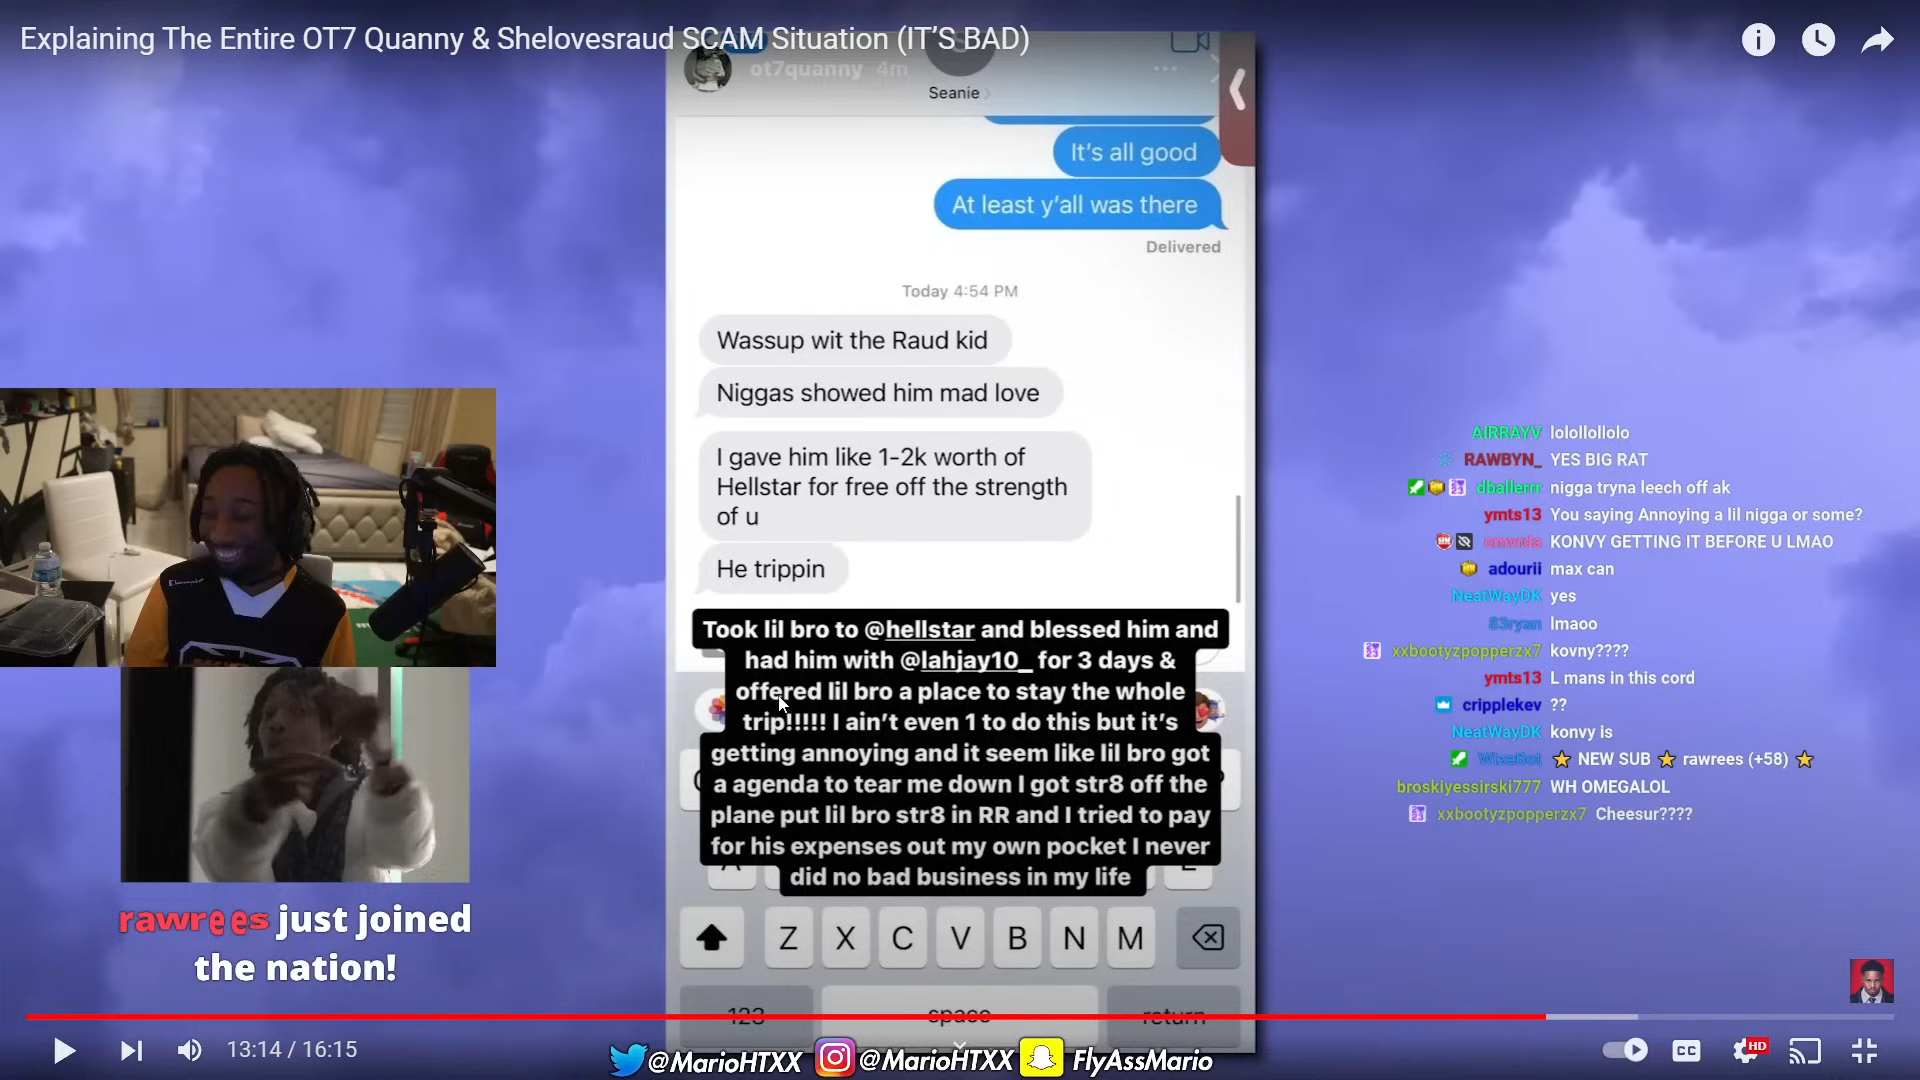 Explaining The Entire OT7 Quanny & Shelovesraud SCAM Situation (IT'S BAD)
ot7quanny 4m
Seanie
It's all good
At least y'all was there
Delivered
Today 4:54 PM
Wassup wit the Raud kid
Niggas showed him mad love
I gave him like 1-2k worth of
Hellstar for free off the strength
of u
He trippin
Took lil bro to @hellstar and blessed him and
had him with @lahjay10_ for 3 days &
offered lil bro a place to stay the whole
trip!!!!! I ain't even 1 to do this but it's
getting annoying and it seem like lil bro got
a agenda to tear me down I got str8 off the
plane put lil bro str8 in RR and I tried to pay
for his expenses out my own pocket I never
did no bad business in my life
Z X C V B N M
123 space return
AIRRAYV lolollollolo
RAWBYN_ YES BIG RAT
dballerrr nigga tryna leech off ak
ymts13 You saying Annoying a lil nigga or some?
omvrda KONVY GETTING IT BEFORE U LMAO
adourii max can
NeatWayDK yes
83ryan lmaoo
xxbootyzpopperzx7 kovny????
ymts13 L mans in this cord
cripplekev ??
NeatWayDK konvy is
WizeBot NEW SUB rawrees (+58)
brosklyessirski777 WH OMEGALOL
xxbootyzpopperzx7 Cheesur????
rawrees just joined
the nation!
13:14 / 16:15
@MarioHTXX @MarioHTXX FlyAssMario
CC HD